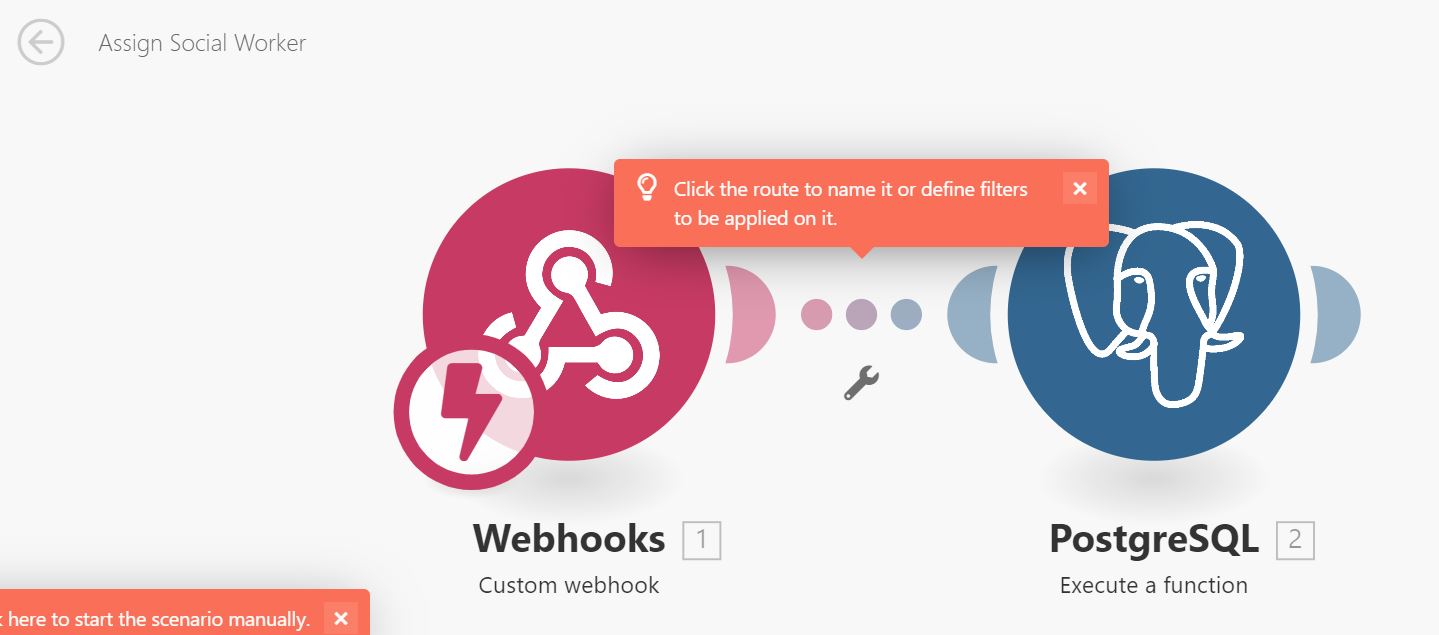 Assign Social Worker
Click the route to name it or define filters
to be applied on it.
Webhooks 1
Custom webhook
PostgreSQL 2
Execute a function
here to start the scenario manually.